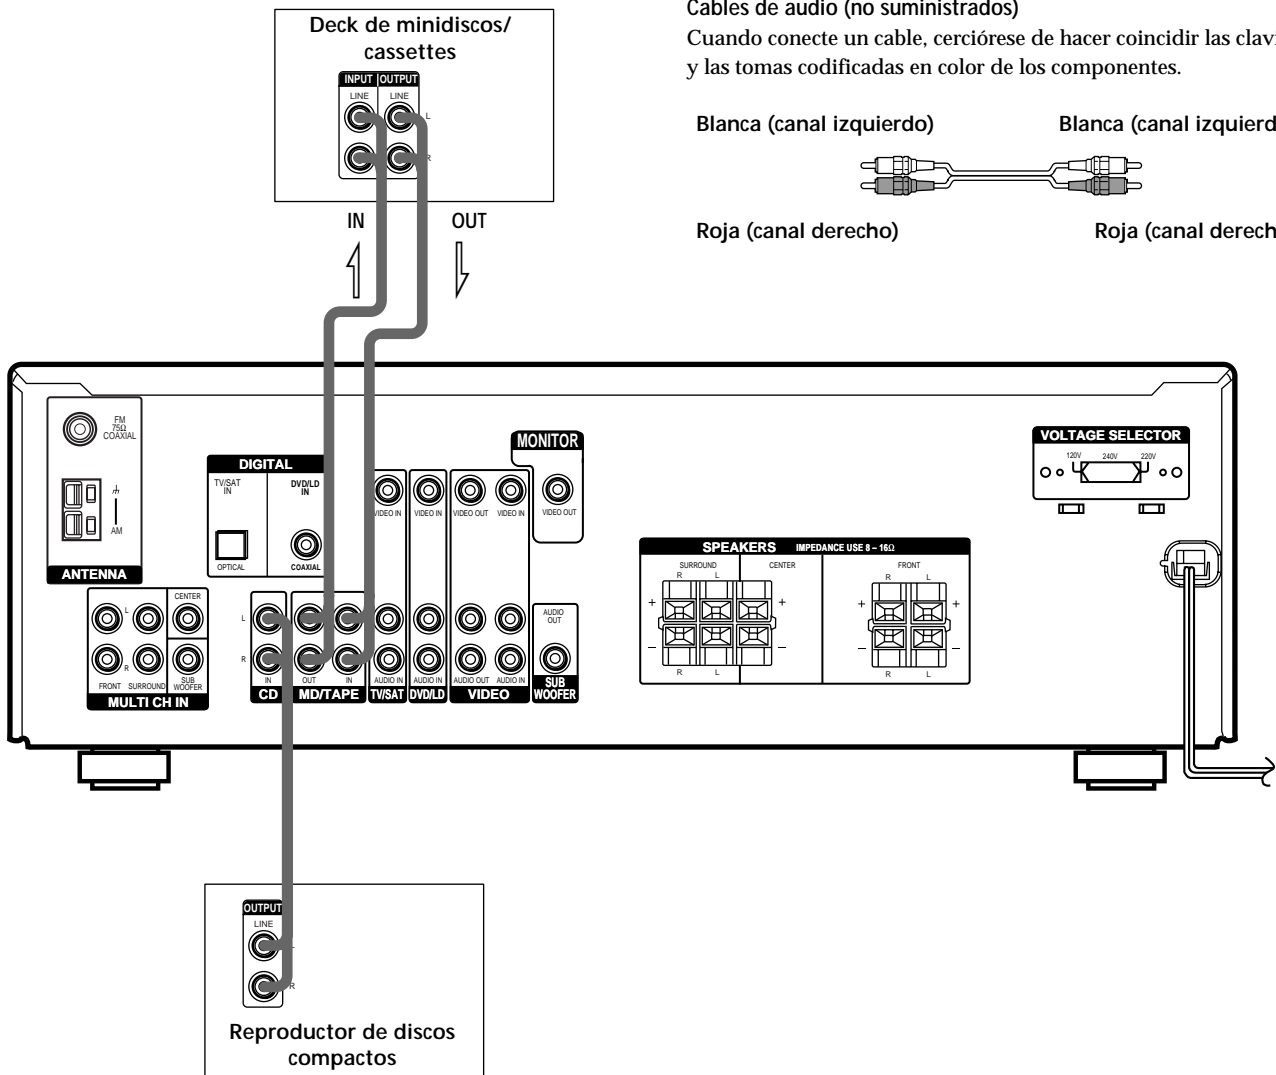 Cables de audio (no suministrados)
Cuando conecte un cable, cerciórese de hacer coincidir las clavi
y las tomas codificadas en color de los componentes.
Blanca (canal izquierdo) Blanca (canal izquierd
Roja (canal derecho) Roja (canal derech
Deck de minidiscos/
cassettes
INPUT OUTPUT
LINE LINE
L
R
IN OUT
FM
75Ω
COAXIAL
AM
ANTENNA
DIGITAL
TV/SAT
IN
DVD/LD
IN
OPTICAL
COAXIAL
MONITOR
VIDEO IN VIDEO IN VIDEO OUT VIDEO IN VIDEO OUT
VOLTAGE SELECTOR
120V 240V 220V
SPEAKERS IMPEDANCE USE 8 – 16Ω
SURROUND CENTER FRONT
R L R L
+ + + +
– – – –
R L R L
CENTER
L
R
FRONT SURROUND SUB
WOOFER
MULTI CH IN
L
R
IN OUT IN AUDIO IN AUDIO IN AUDIO OUT AUDIO IN
CD MD/TAPE TV/SAT DVD/LD VIDEO
AUDIO
OUT
SUB
WOOFER
OUTPUT
LINE
L
R
Reproductor de discos
compactos